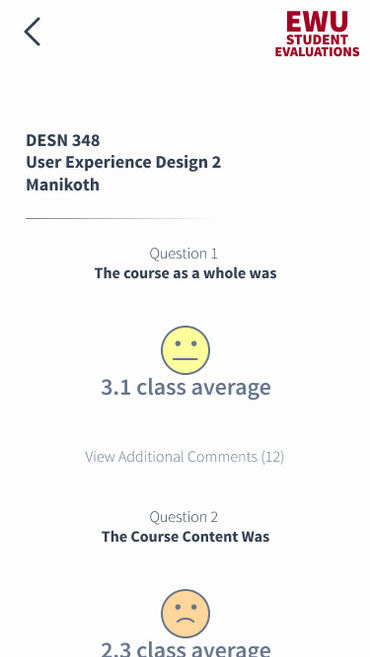 EWU
STUDENT
EVALUATIONS
DESN 348
User Experience Design 2
Manikoth
Question 1
The course as a whole was
3.1 class average
View Additional Comments (12)
Question 2
The Course Content Was
2.3 class average